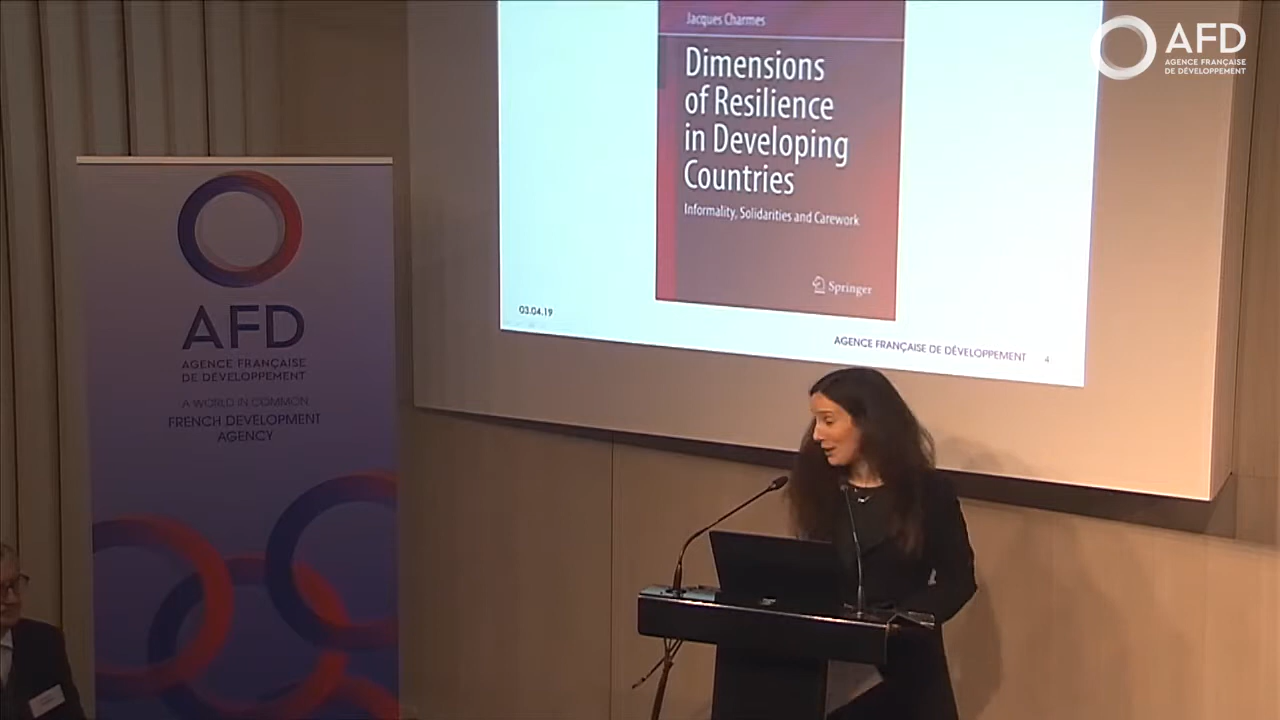 Jacques Charmes
Dimensions
of Resilience
in Developing
Countries
Informality, Solidarities and Carework
Springer
03.04.19
AGENCE FRANÇAISE DE DÉVELOPPEMENT 4
AFD
AGENCE FRANÇAISE
DE DÉVELOPPEMENT
AFD
AGENCE FRANÇAISE
DE DÉVELOPPEMENT
A WORLD IN COMMON
FRENCH DEVELOPMENT
AGENCY